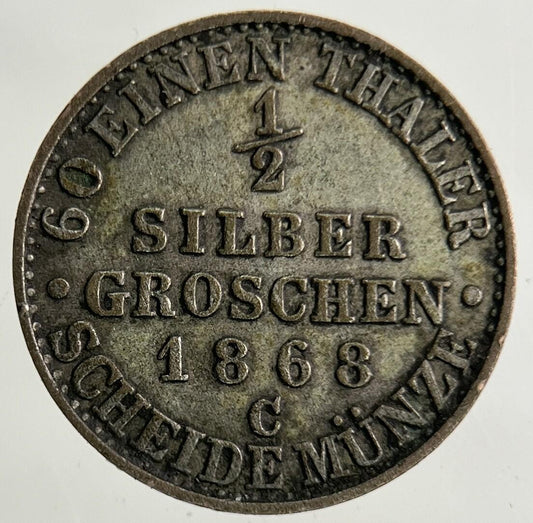 60 EINEN THALER
1/2
SILBER
GROSCHEN
1868
C
SCHEIDE MÜNZE